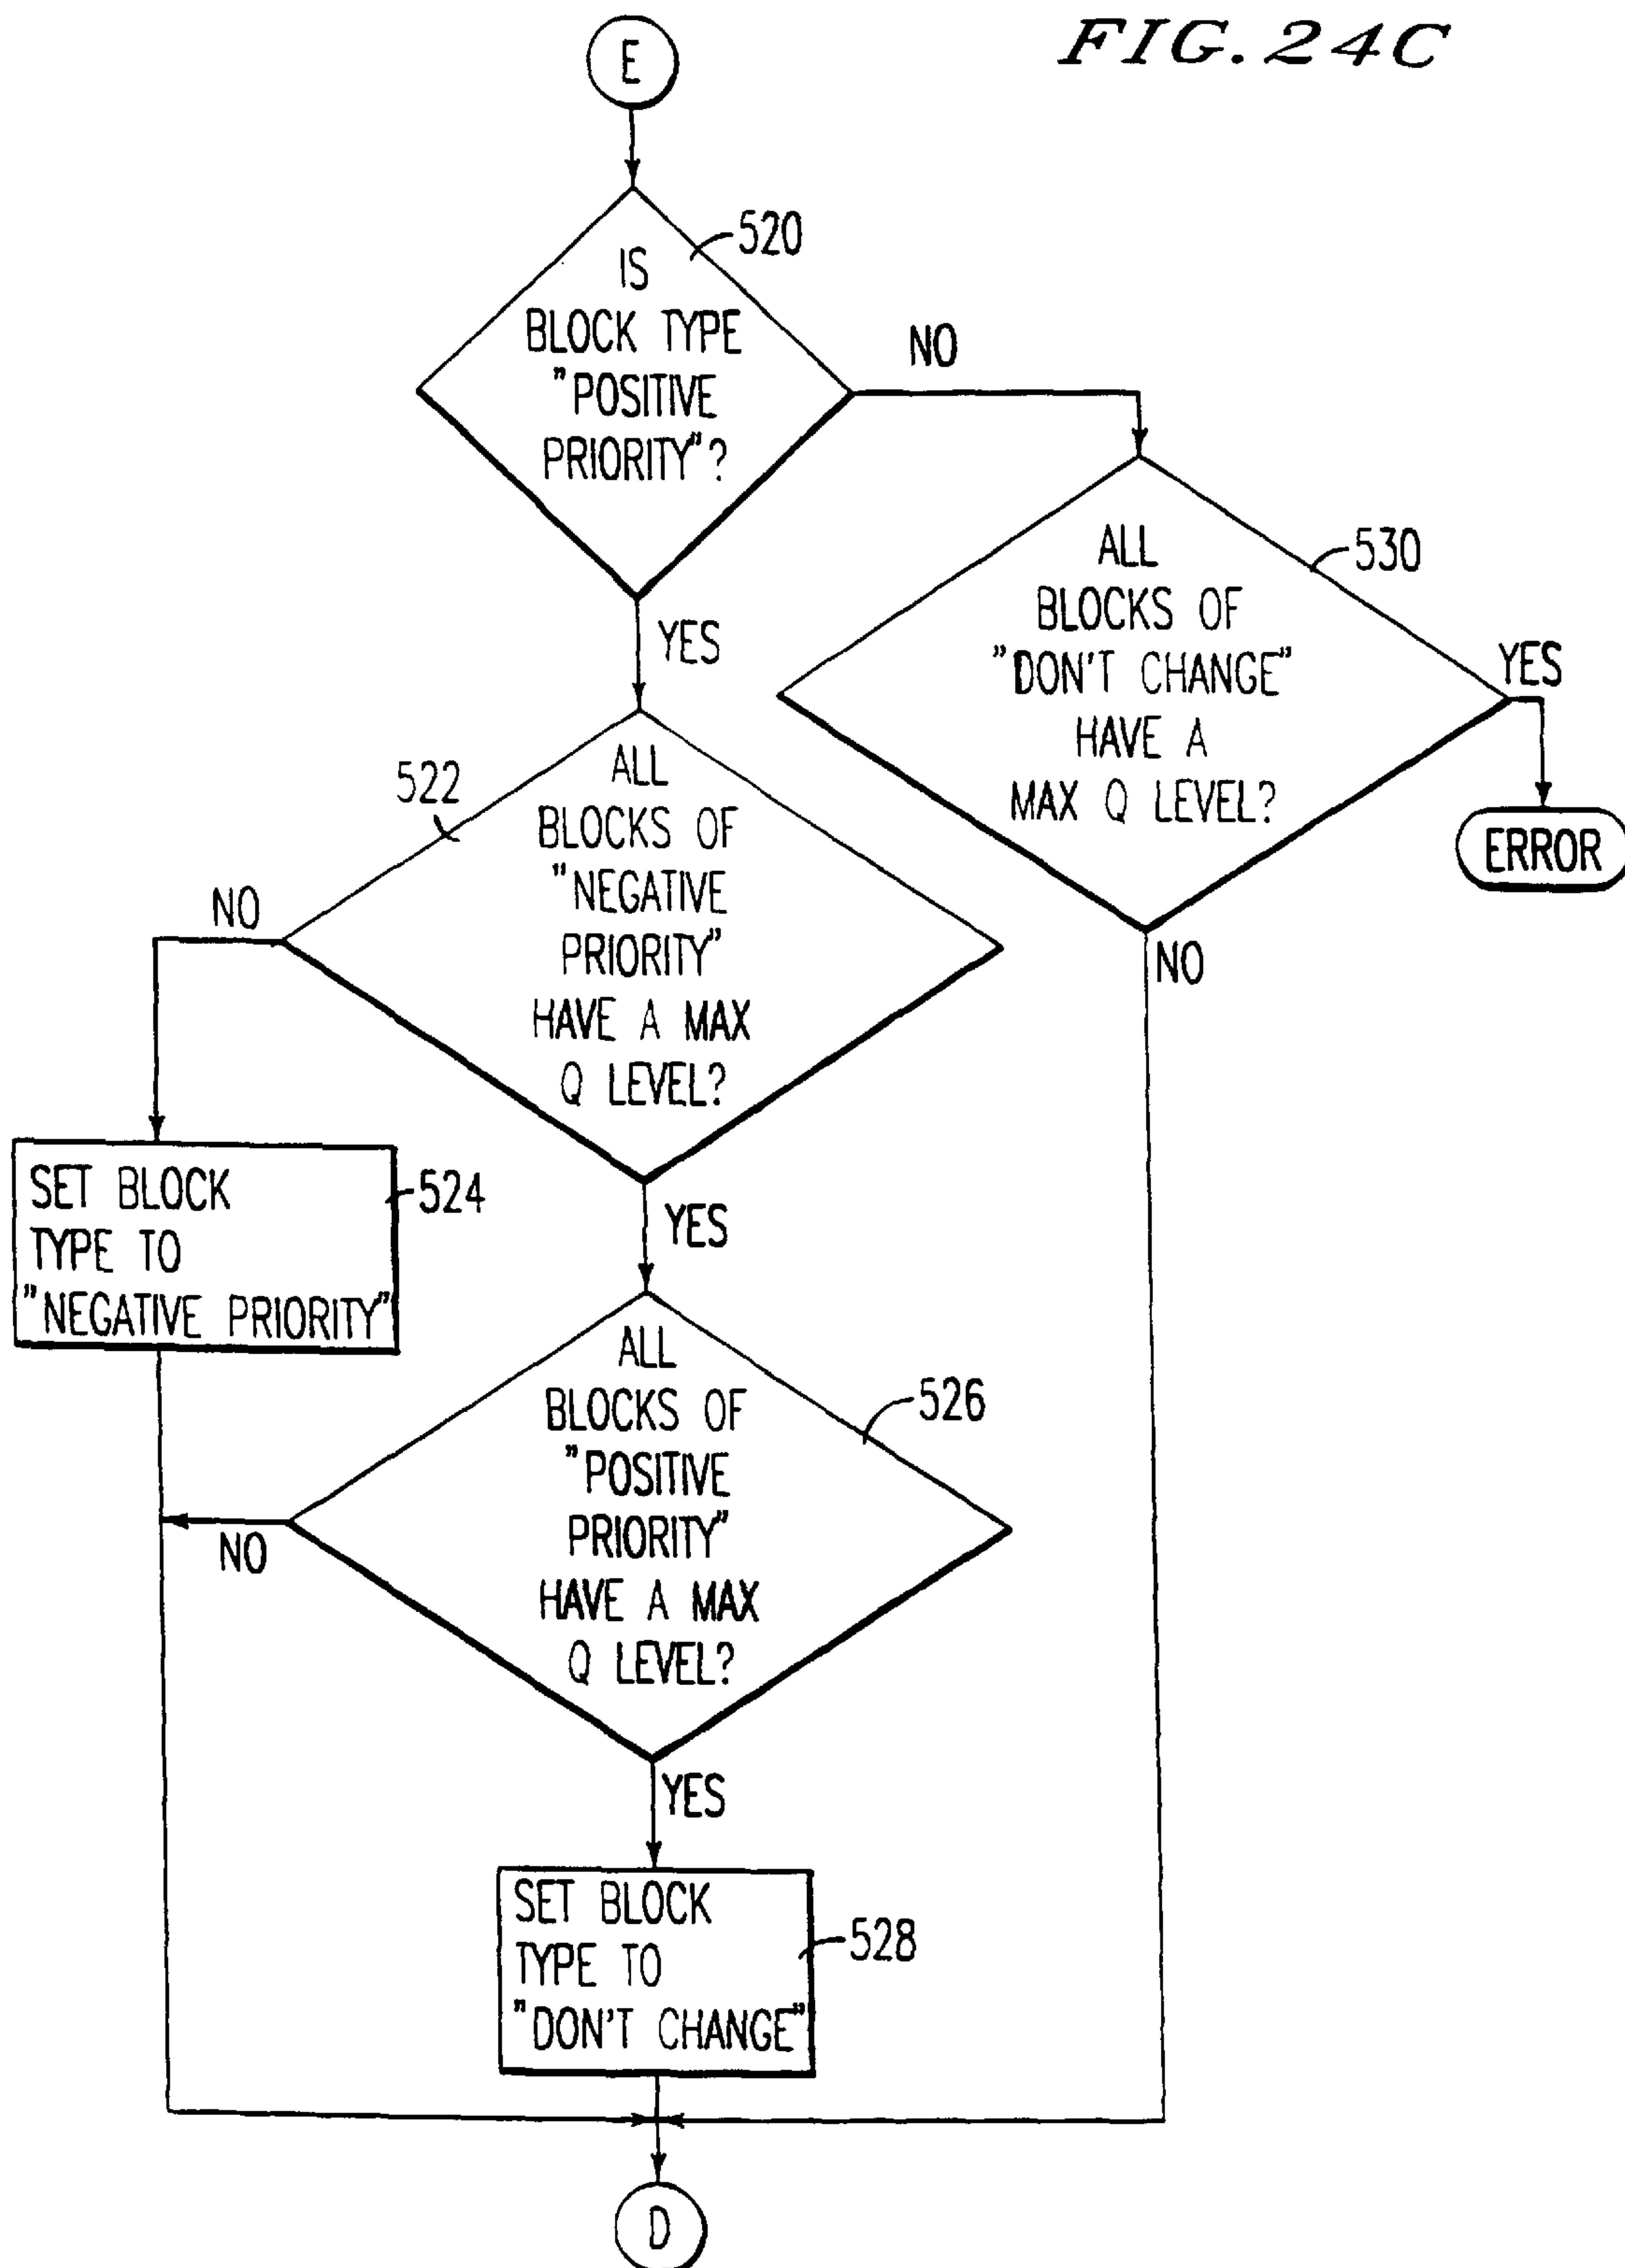 FIG. 24C
E
520
IS
BLOCK TYPE
"POSITIVE
PRIORITY"?
NO
YES
530
ALL
BLOCKS OF
"DON'T CHANGE"
HAVE A
MAX Q LEVEL?
YES
ERROR
NO
522
ALL
BLOCKS OF
"NEGATIVE
PRIORITY"
HAVE A MAX
Q LEVEL?
NO
YES
524
SET BLOCK
TYPE TO
"NEGATIVE PRIORITY"
526
ALL
BLOCKS OF
"POSITIVE
PRIORITY"
HAVE A MAX
Q LEVEL?
NO
YES
528
SET BLOCK
TYPE TO
"DON'T CHANGE"
D